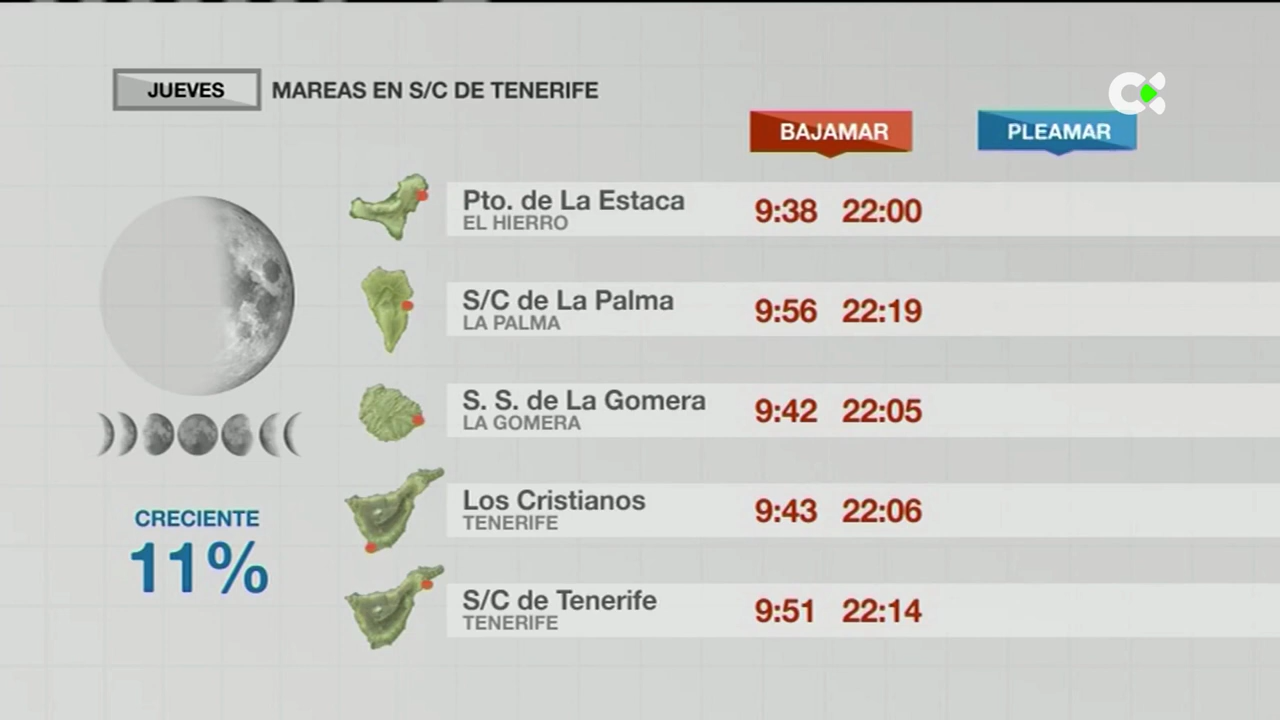 JUEVES MAREAS EN S/C DE TENERIFE
BAJAMAR PLEAMAR
Pto. de La Estaca 9:38 22:00
EL HIERRO
S/C de La Palma 9:56 22:19
LA PALMA
S. S. de La Gomera 9:42 22:05
LA GOMERA
Los Cristianos 9:43 22:06
TENERIFE
S/C de Tenerife 9:51 22:14
TENERIFE
CRECIENTE
11%